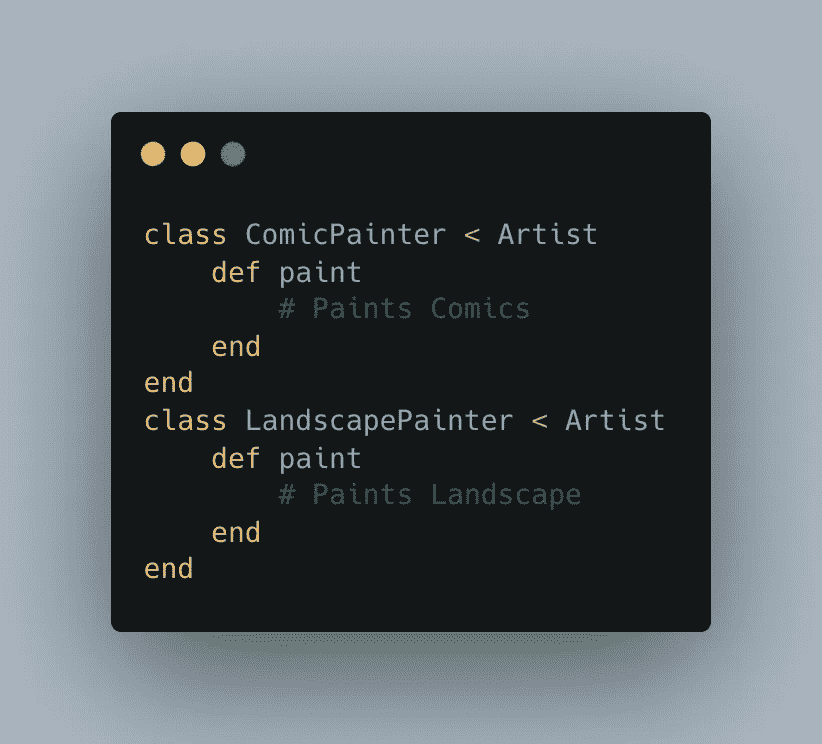 class ComicPainter < Artist
    def paint
        # Paints Comics
    end
end
class LandscapePainter < Artist
    def paint
        # Paints Landscape
    end
end